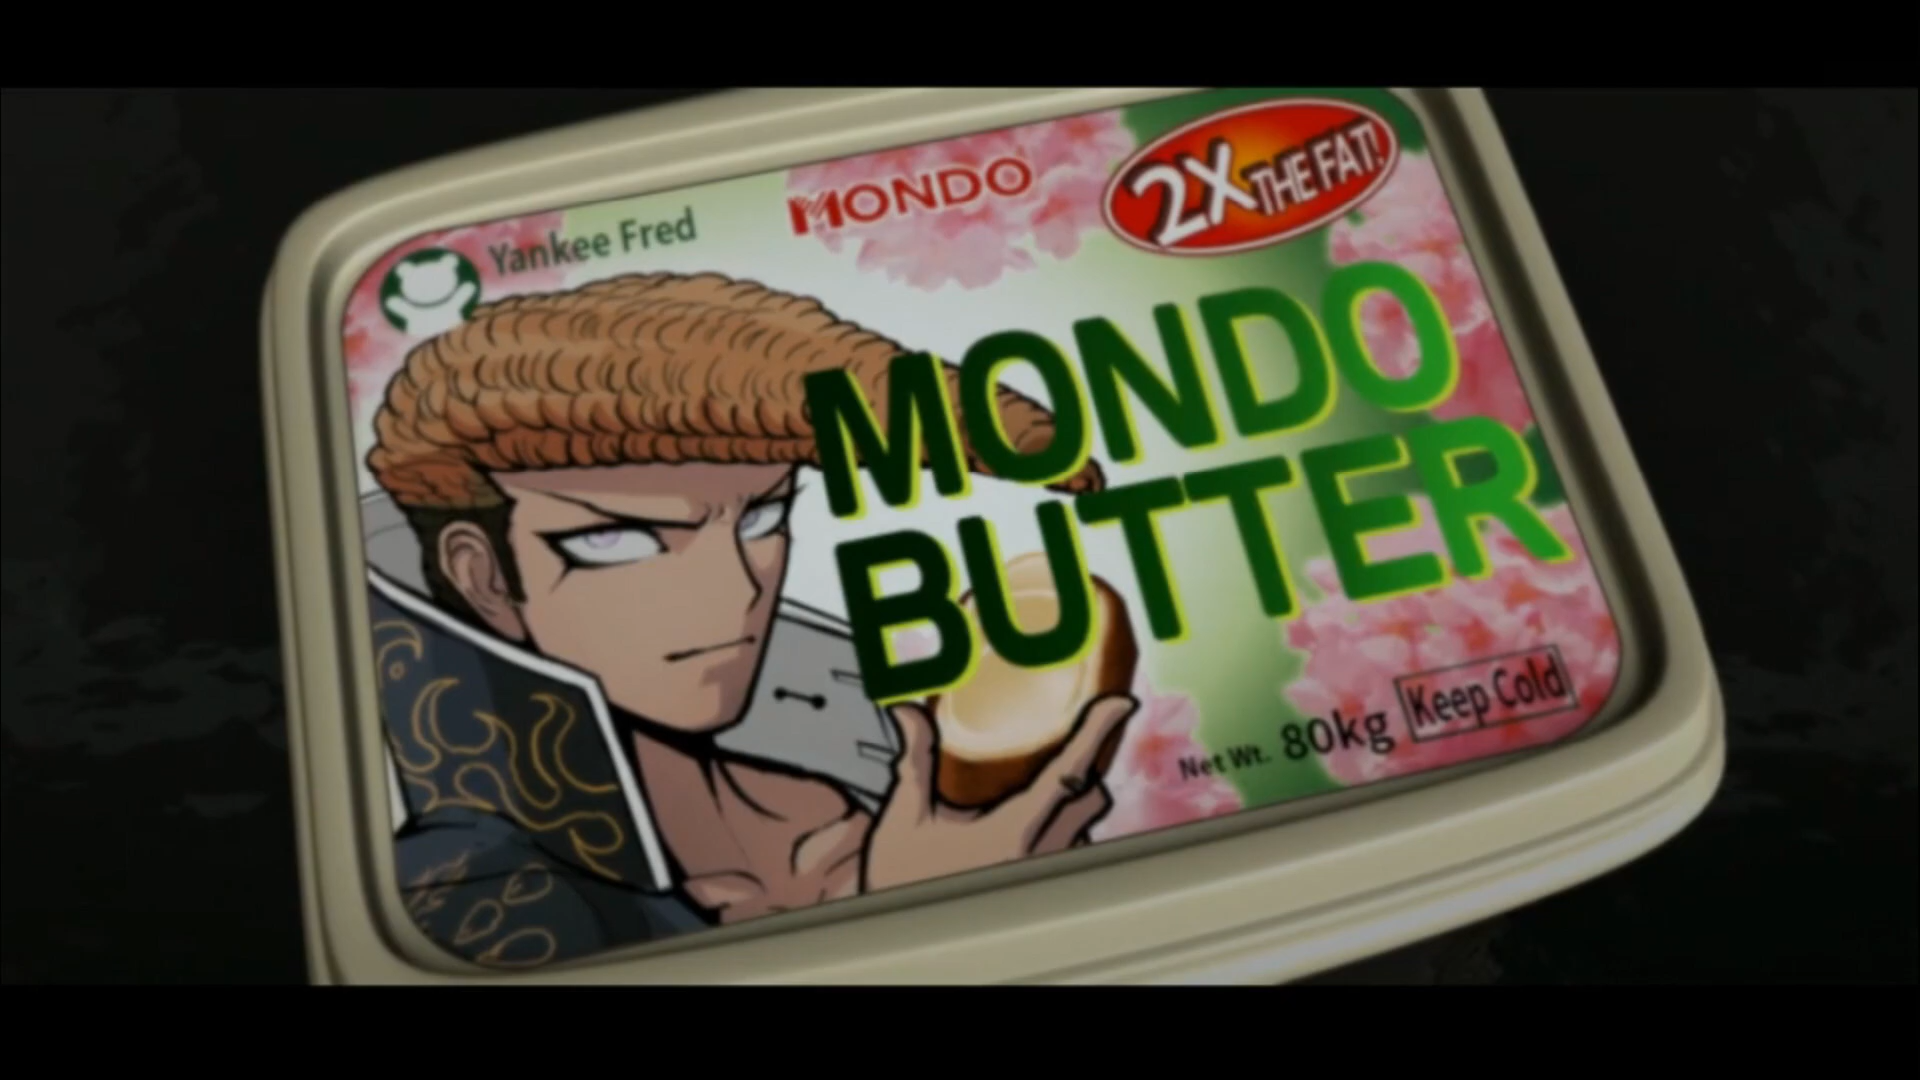 Yankee Fred
MONDO
2X THE FAT!
MONDO
BUTTER
Net Wt. 80kg
Keep Cold